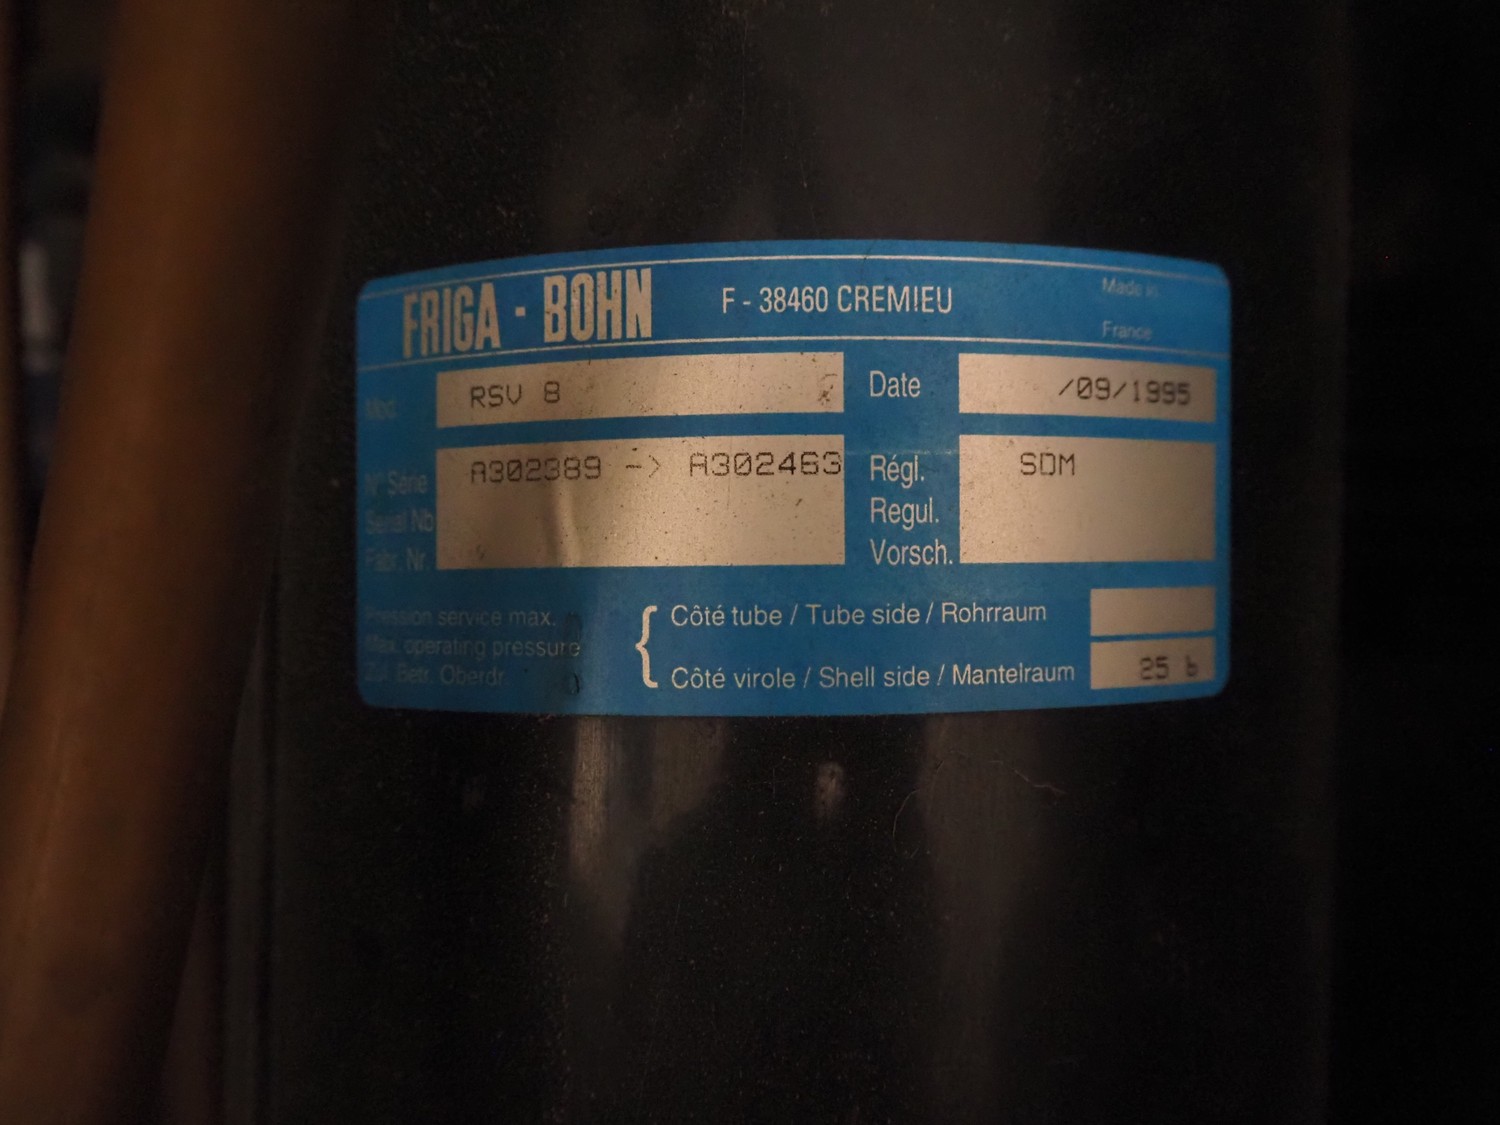 FRIGA - BOHN F - 38460 CREMIEU Made in
France
Mod. RSV 8 Date /09/1995
N° Série A302389 -> A302463 Régl. SDM
Serial Nb Regul.
Fabr. Nr. Vorsch.
Pression service max. Côté tube / Tube side / Rohrraum
Max. operating pressure
Zul. Betr. Oberdr. Côté virole / Shell side / Mantelraum 25 b